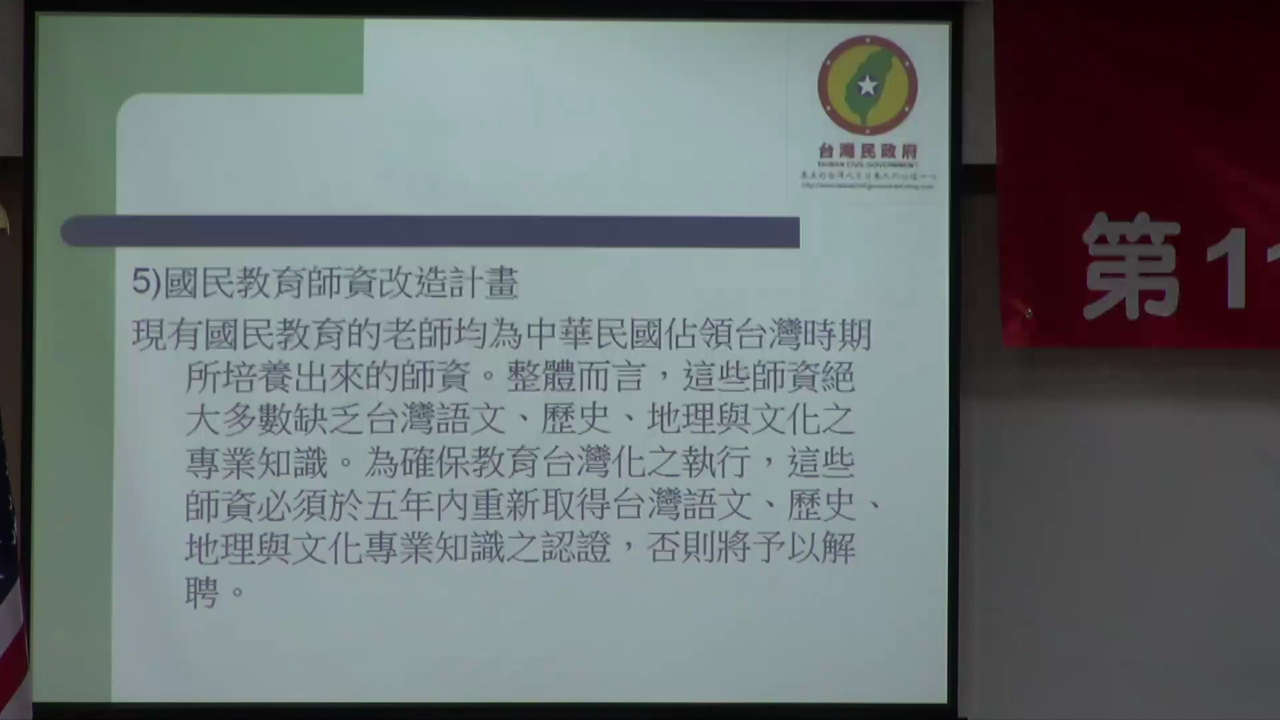 台灣民政府
TAIWAN CIVIL GOVERNMENT
第 11
5)國民教育師資改造計畫
現有國民教育的老師均為中華民國佔領台灣時期
所培養出來的師資。整體而言，這些師資絕
大多數缺乏台灣語文、歷史、地理與文化之
專業知識。為確保教育台灣化之執行，這些
師資必須於五年內重新取得台灣語文、歷史、
地理與文化專業知識之認證，否則將予以解
聘。